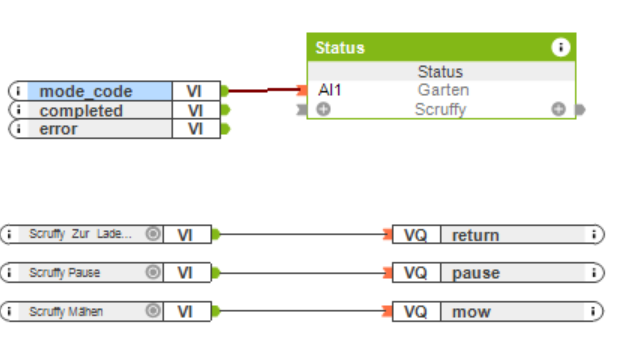 Status
Status
mode_code VI AI1 Garten
completed VI Scruffy
error VI
Scruffy Zur Lade... VI VQ return
Scruffy Pause VI VQ pause
Scruffy Mähen VI VQ mow